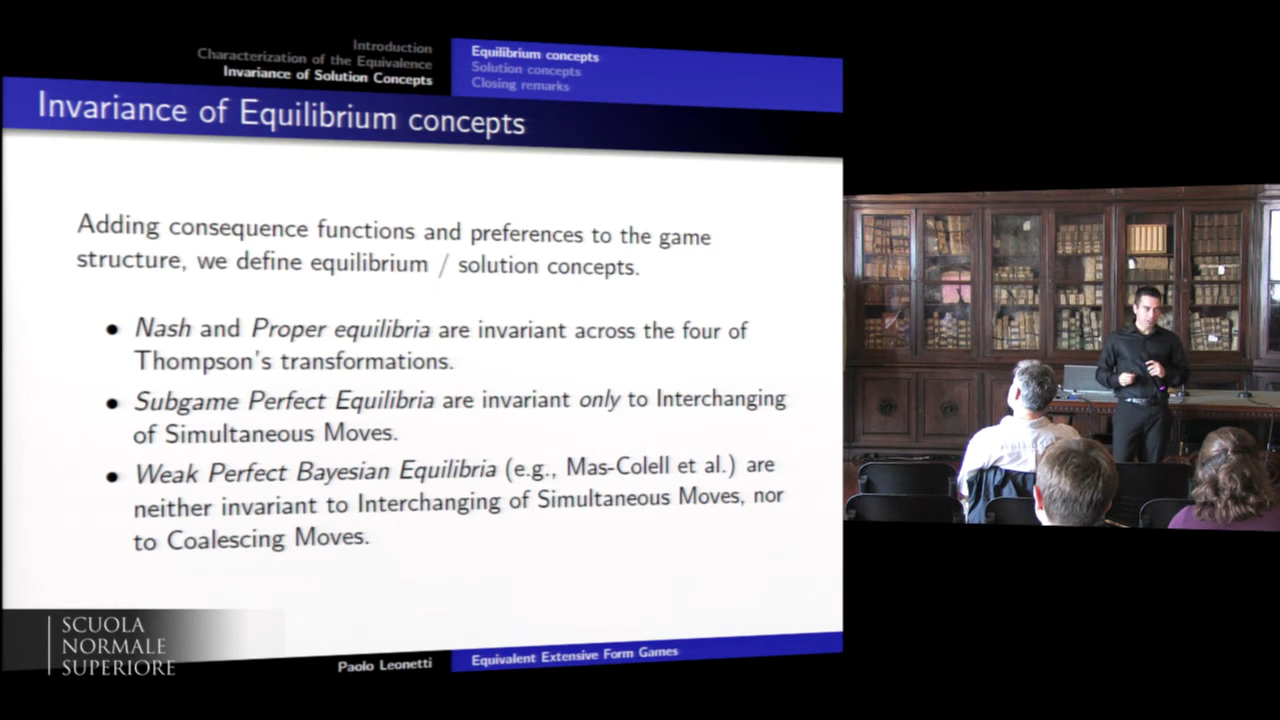 Introduction
Characterization of the Equivalence
Invariance of Solution Concepts
Equilibrium concepts
Solution concepts
Closing remarks
Invariance of Equilibrium concepts
Adding consequence functions and preferences to the game
structure, we define equilibrium / solution concepts.
• Nash and Proper equilibria are invariant across the four of
Thompson's transformations.
• Subgame Perfect Equilibria are invariant only to Interchanging
of Simultaneous Moves.
• Weak Perfect Bayesian Equilibria (e.g., Mas-Colell et al.) are
neither invariant to Interchanging of Simultaneous Moves, nor
to Coalescing Moves.
SCUOLA
NORMALE
SUPERIORE
Paolo Leonetti
Equivalent Extensive Form Games